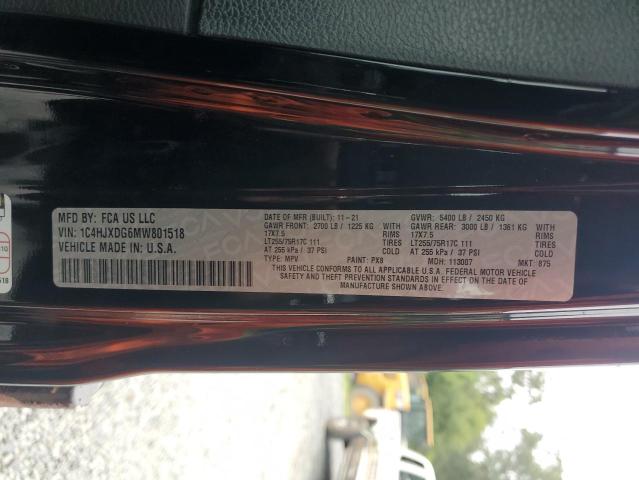 MFD BY: FCA US LLC
VIN: 1C4HJXDG6MW801518
VEHICLE MADE IN: U.S.A.
DATE OF MFR (BUILT): 11-21
GVWR: 5400 LB / 2450 KG
GAWR FRONT: 2700 LB / 1225 KG WITH
GAWR REAR: 3000 LB / 1361 KG WITH
17X7.5 RIMS
17X7.5 RIMS
LT255/75R17C 111 TIRES
LT255/75R17C 111 TIRES
AT 255 kPa / 37 PSI COLD
AT 255 kPa / 37 PSI COLD
TYPE: MPV PAINT: PX8 MDH: 113007 MKT: 875
THIS VEHICLE CONFORMS TO ALL APPLICABLE U.S.A. FEDERAL MOTOR VEHICLE
SAFETY AND THEFT PREVENTION STANDARDS IN EFFECT ON THE DATE OF
MANUFACTURE SHOWN ABOVE.
10
518